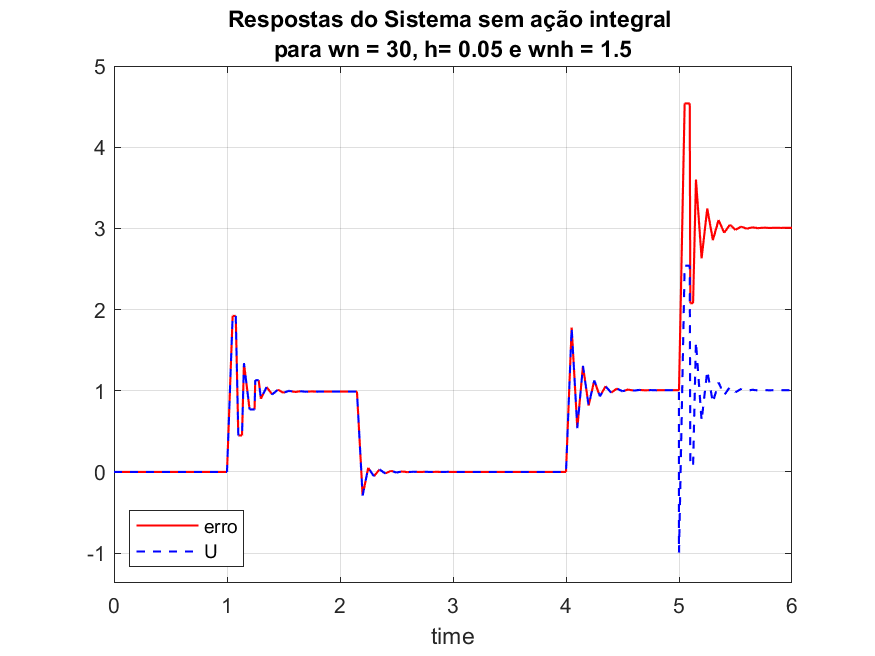 Respostas do Sistema sem ação integral
para wn = 30, h= 0.05 e wnh = 1.5
5
4
3
2
1
0
-1
erro
U
0 1 2 3 4 5 6
time